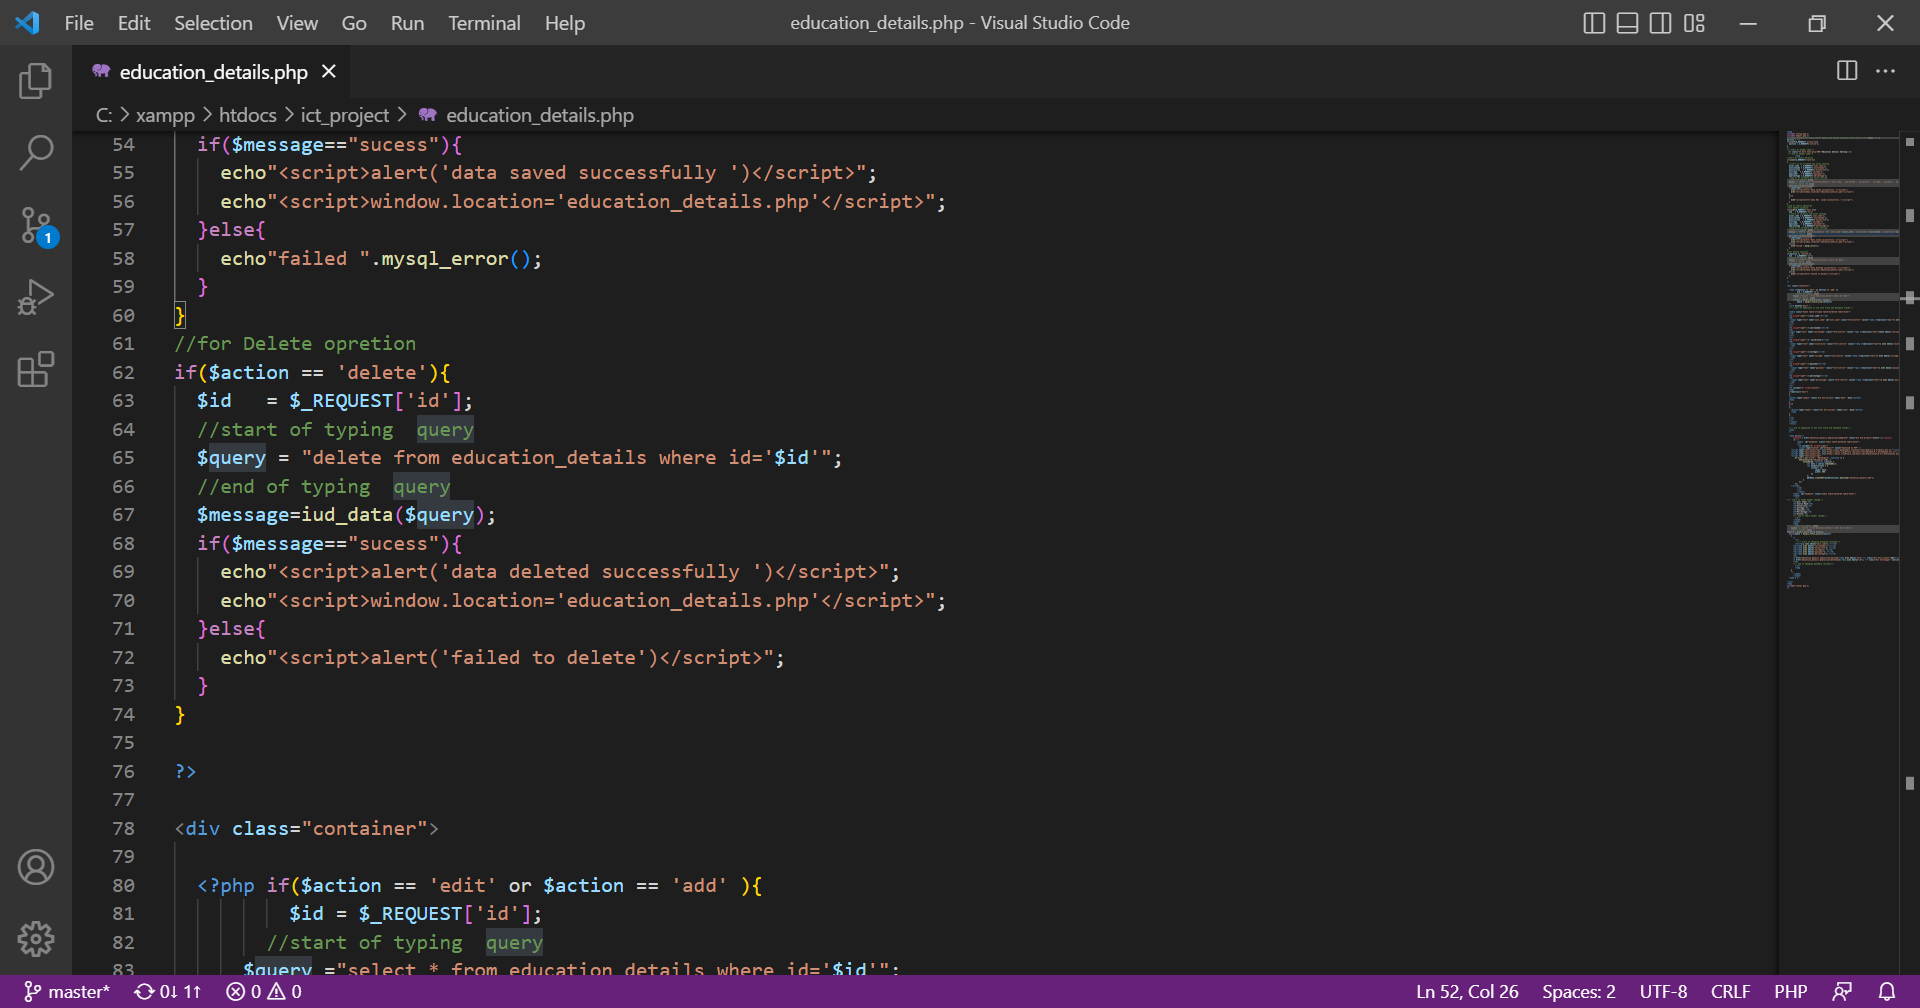 File Edit Selection View Go Run Terminal Help education_details.php - Visual Studio Code
education_details.php
C: > xampp > htdocs > ict_project > education_details.php
54 if($message=="sucess"){
55 echo"<script>alert('data saved successfully ')</script>";
56 echo"<script>window.location='education_details.php'</script>";
57 }else{
58 echo"failed ".mysql_error();
59 }
60 }
61 //for Delete opretion
62 if($action == 'delete'){
63 $id   = $_REQUEST['id'];
64 //start of typing  query
65 $query = "delete from education_details where id='$id'";
66 //end of typing  query
67 $message=iud_data($query);
68 if($message=="sucess"){
69 echo"<script>alert('data deleted successfully ')</script>";
70 echo"<script>window.location='education_details.php'</script>";
71 }else{
72 echo"<script>alert('failed to delete')</script>";
73 }
74 }
75
76 ?>
77
78 <div class="container">
79
80 <?php if($action == 'edit' or $action == 'add' ){
81 $id = $_REQUEST['id'];
82 //start of typing  query
83 $query ="select * from education_details where id='$id'";
1
master* 0↓ 1↑ 0 0 Ln 52, Col 26 Spaces: 2 UTF-8 CRLF PHP